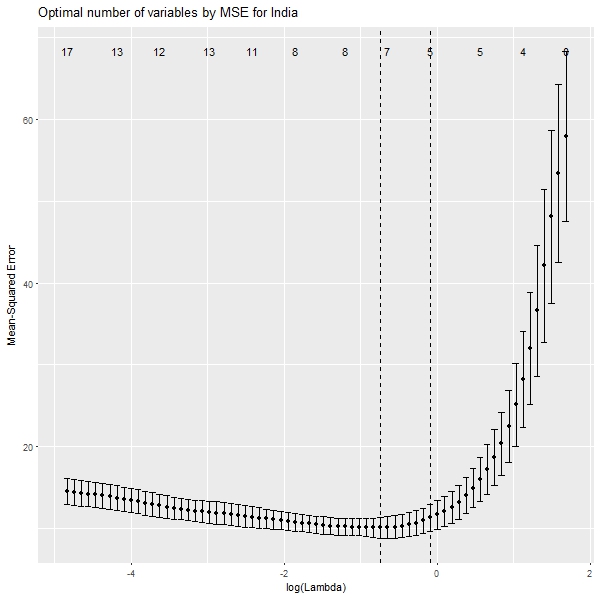 Optimal number of variables by MSE for India
17 13 12 13 11 8 8 7 5 5 4 0
60
40
20
Mean-Squared Error
-4 -2 0 2
log(Lambda)